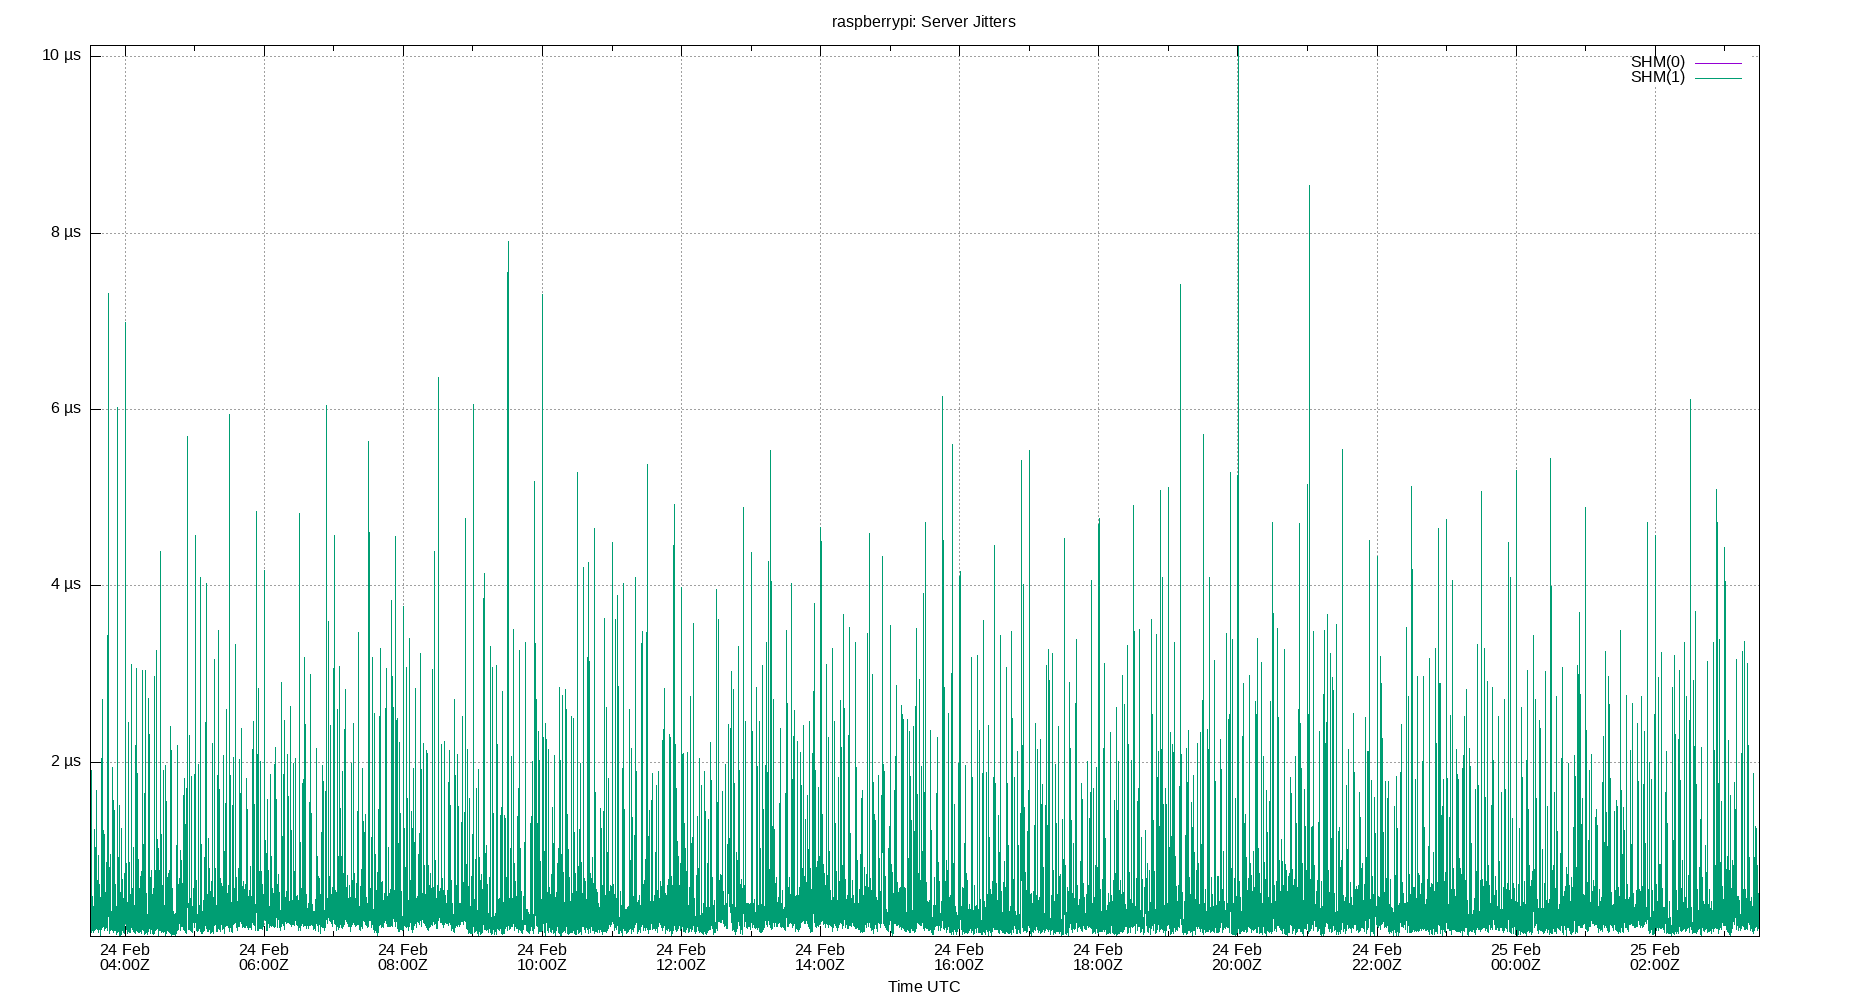 raspberrypi: Server Jitters
10 µs
8 µs
6 µs
4 µs
2 µs
SHM(0)
SHM(1)
24 Feb 24 Feb 24 Feb 24 Feb 24 Feb 24 Feb 24 Feb 24 Feb 24 Feb 24 Feb 25 Feb 25 Feb
04:00Z 06:00Z 08:00Z 10:00Z 12:00Z 14:00Z 16:00Z 18:00Z 20:00Z 22:00Z 00:00Z 02:00Z
Time UTC